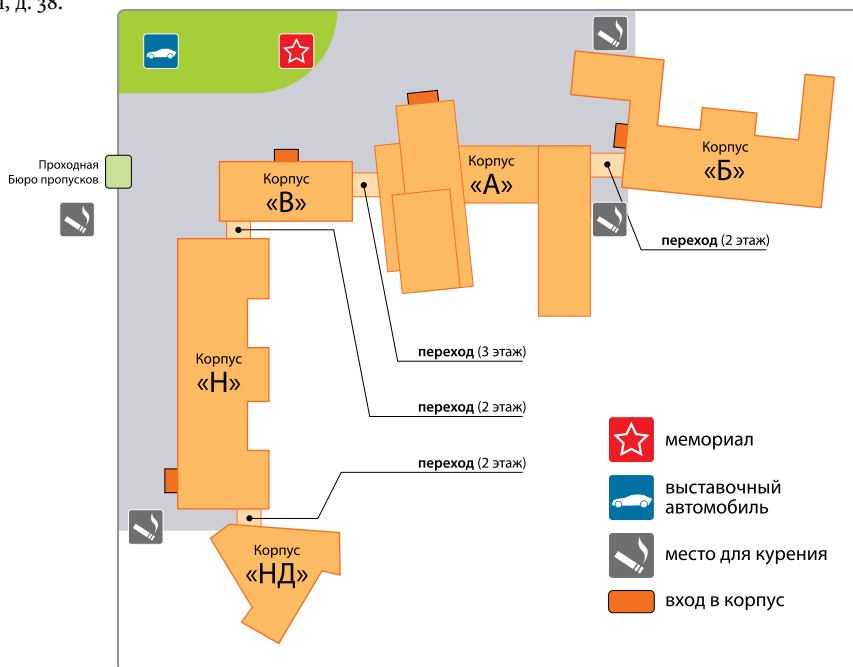 , д. 38.
Проходная
Бюро пропусков
Корпус
«В»
Корпус
«А»
Корпус
«Б»
переход (2 этаж)
Корпус
«Н»
переход (3 этаж)
переход (2 этаж)
переход (2 этаж)
Корпус
«НД»
мемориал
выставочный
автомобиль
место для курения
вход в корпус